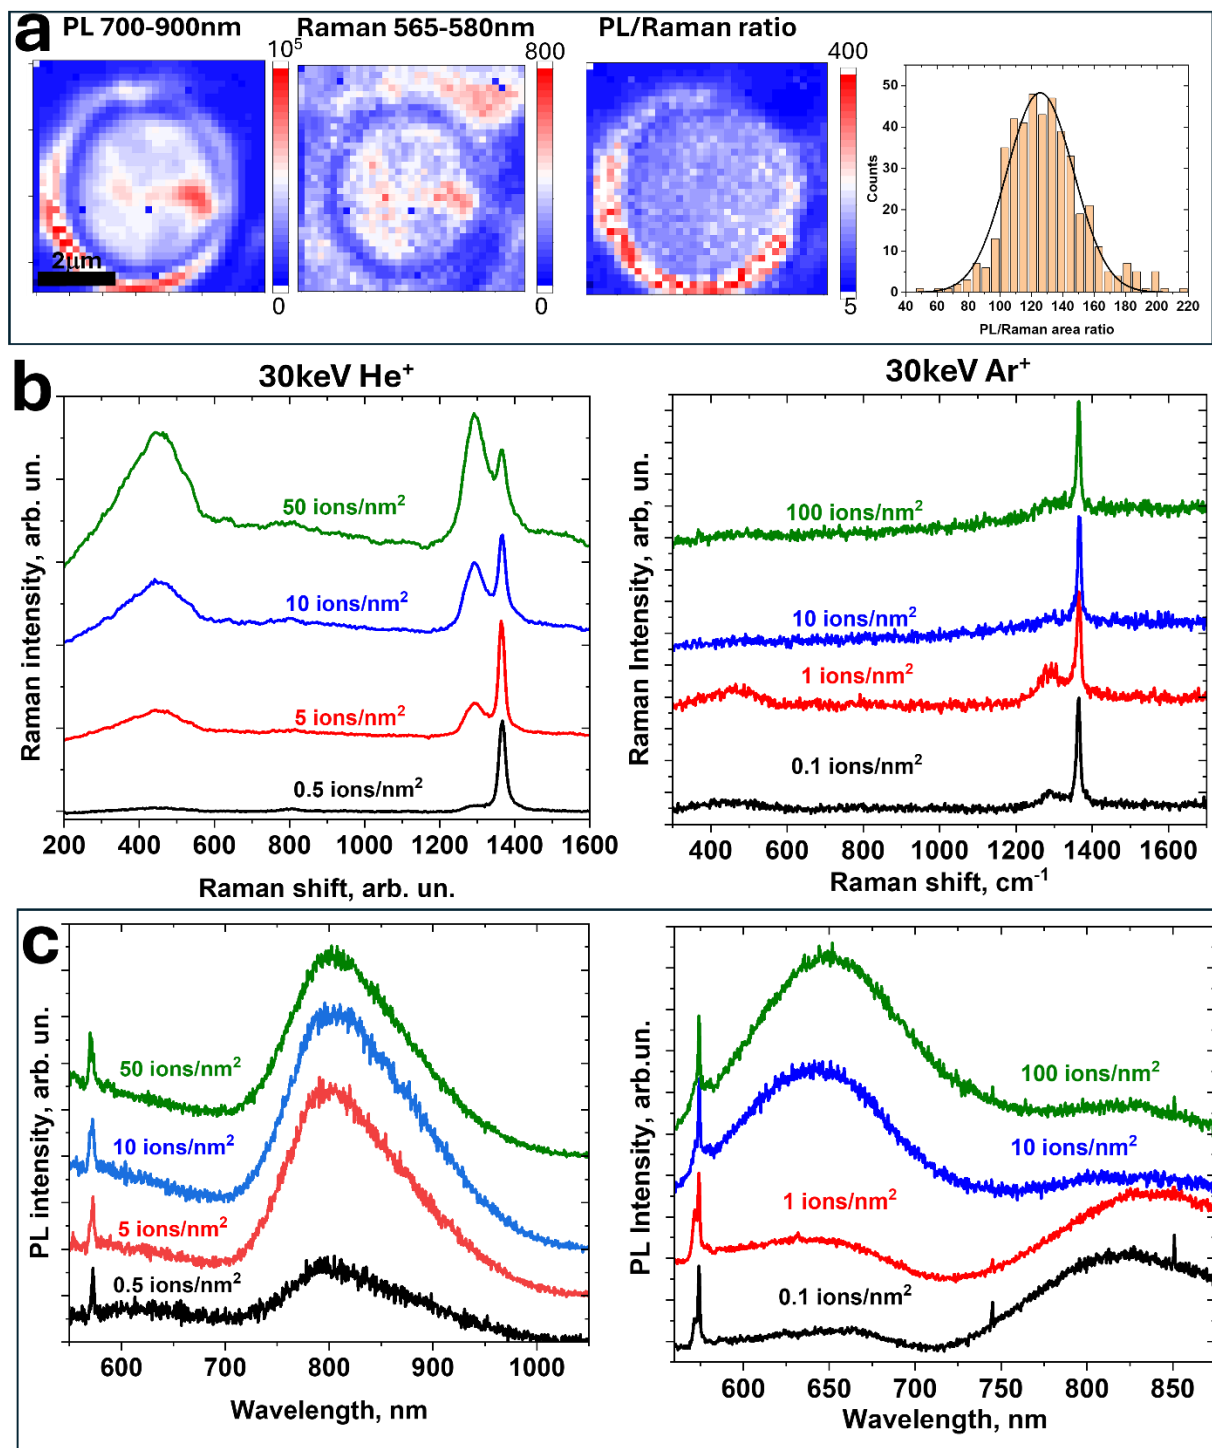 a PL 700-900nm Raman 565-580nm PL/Raman ratio
10⁵ 800 400
2μm
0 0 5
Counts
50
40
30
20
10
0
40 60 80 100 120 140 160 180 200 220
PL/Raman area ratio
b 30keV He⁺
Raman intensity, arb. un.
50 ions/nm²
10 ions/nm²
5 ions/nm²
0.5 ions/nm²
200 400 600 800 1000 1200 1400 1600
Raman shift, arb. un.
30keV Ar⁺
Raman Intensity, arb, un.
100 ions/nm²
10 ions/nm²
1 ions/nm²
0.1 ions/nm²
400 600 800 1000 1200 1400 1600
Raman shift, cm⁻¹
c
PL intensity, arb. un.
50 ions/nm²
10 ions/nm²
5 ions/nm²
0.5 ions/nm²
600 700 800 900 1000
Wavelength, nm
PL Intensity, arb.un.
100 ions/nm²
10 ions/nm²
1 ions/nm²
0.1 ions/nm²
600 650 700 750 800 850
Wavelength, nm